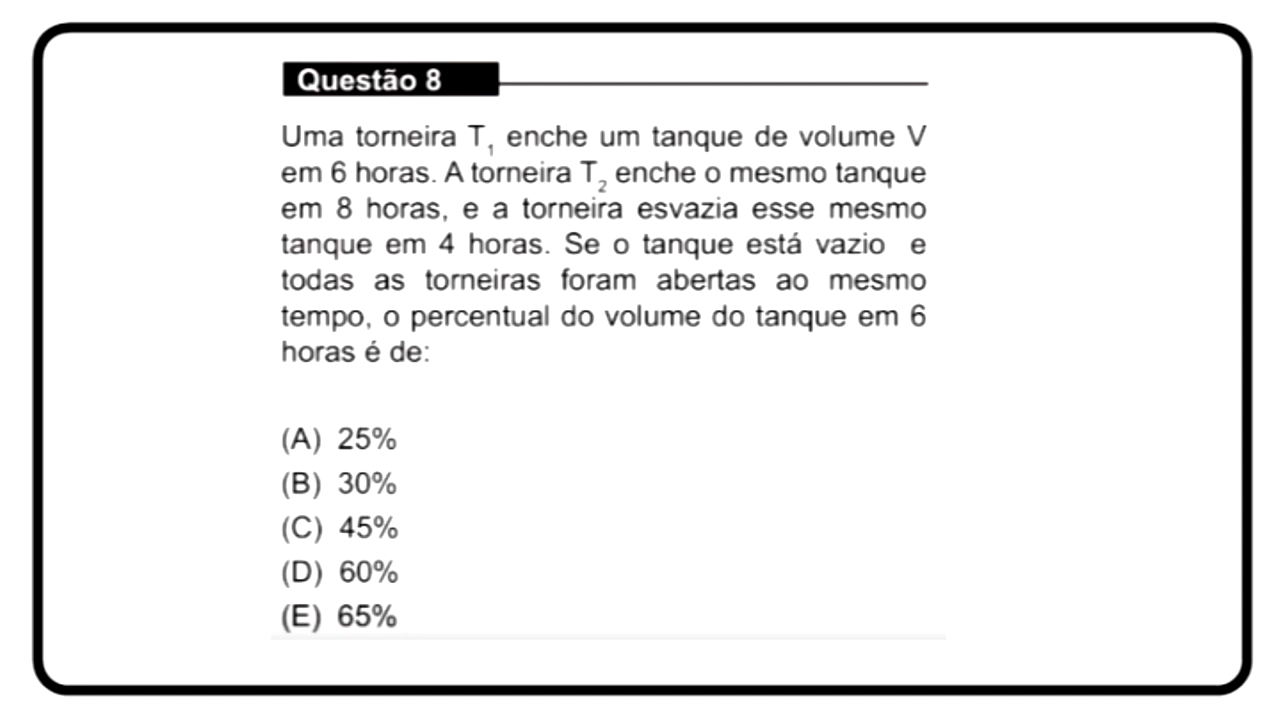 Questão 8
Uma torneira T₁ enche um tanque de volume V
em 6 horas. A torneira T₂ enche o mesmo tanque
em 8 horas, e a torneira esvazia esse mesmo
tanque em 4 horas. Se o tanque está vazio e
todas as torneiras foram abertas ao mesmo
tempo, o percentual do volume do tanque em 6
horas é de:
(A) 25%
(B) 30%
(C) 45%
(D) 60%
(E) 65%